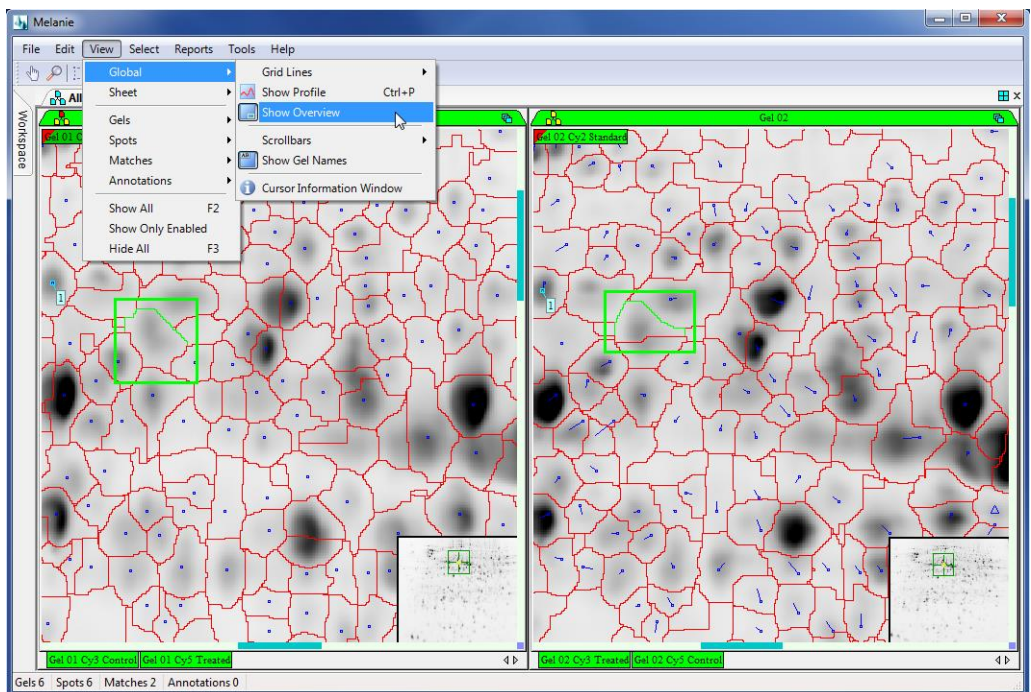 Melanie
File Edit View Select Reports Tools Help
Global
Sheet
Gels
Spots
Matches
Annotations
Show All F2
Show Only Enabled
Hide All F3
Grid Lines
Show Profile Ctrl+P
Show Overview
Scrollbars
Show Gel Names
Cursor Information Window
All
Workspace
Gel 02
Gel 01 C
Gel 02 Cy2 Standard
1
1
Gel 01 Cy3 Control Gel 01 Cy5 Treated
Gel 02 Cy3 Treated Gel 02 Cy5 Control
Gels 6 Spots 6 Matches 2 Annotations 0